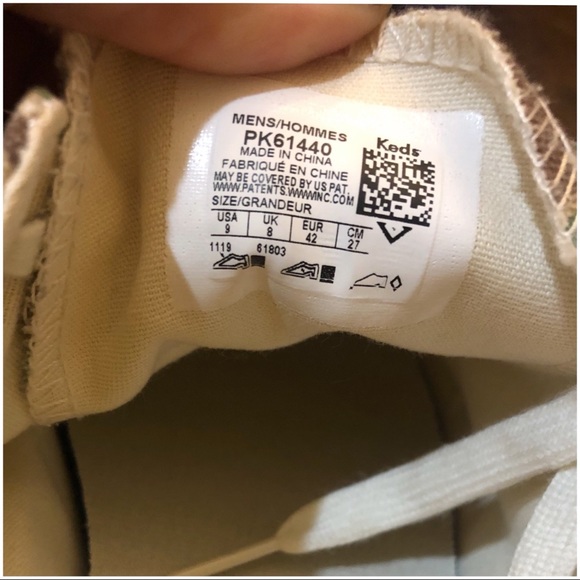 MENS/HOMMES
PK61440
Keds
MADE IN CHINA
FABRIQUÉ EN CHINE
MAY BE COVERED BY US PAT.
WWW.PATENTS.WWWINC.COM
SIZE/GRANDEUR
USA UK EUR CM
9 8 42 27
1119 61803